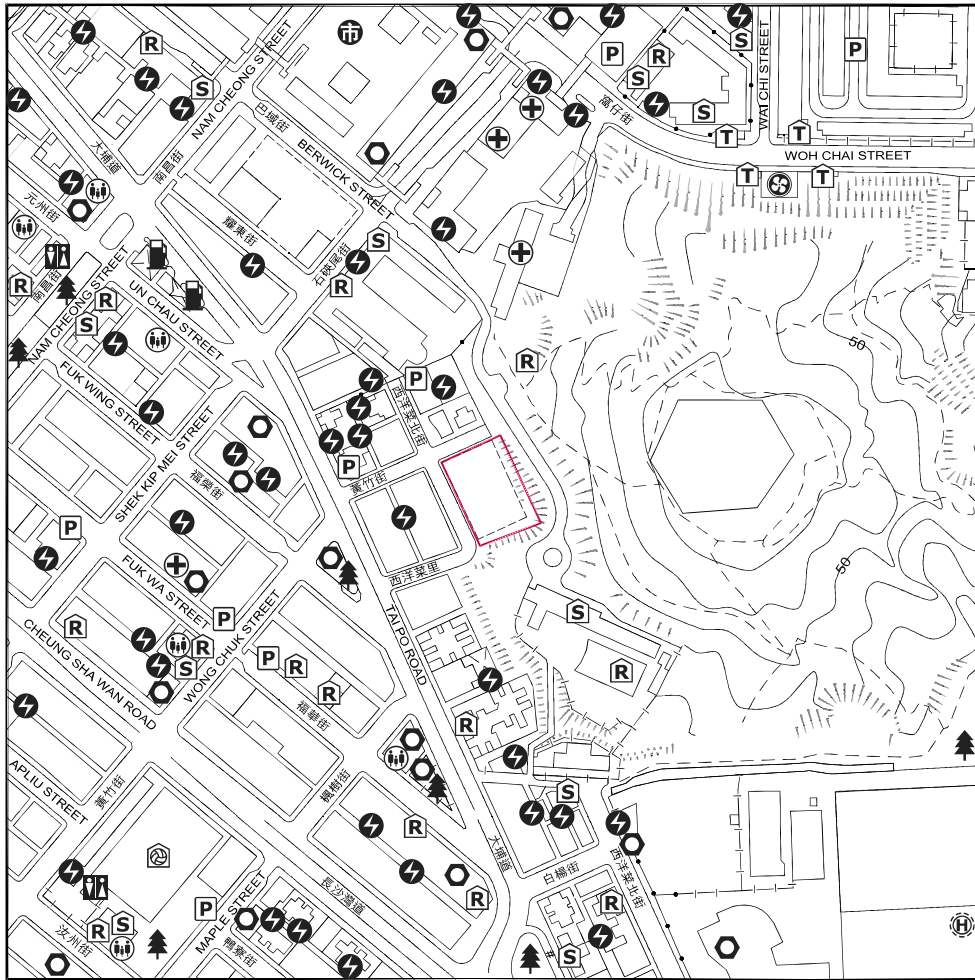 市
P
R
S
NAM CHEONG STREET
巴域街
BERWICK STREET
窩仔街
WAI CHI STREET
P
R
S
S
S
T
T
WOH CHAI STREET
T
T
大埔道
南昌街
元州街
R
南昌街
NAM CHEONG STREET
耀東街
石硤尾街
S
R
UN CHAU STREET
R
S
FUK WING STREET
SHEK KIP MEI STREET
福榮街
R
P
西洋菜北街
P
黃竹街
50
50
P
FUK WA STREET
西洋菜里
TAI PO ROAD
R
P
R
S
CHEUNG SHA WAN ROAD
WONG CHUK STREET
P
R
R
福華街
S
R
R
APLIU STREET
黃竹街
楓樹街
R
大埔道
S
白楊街
西洋菜北街
MAPLE STREET
P
長沙灣道
R
R
R
S
汝州街
鴨寮街
S
H